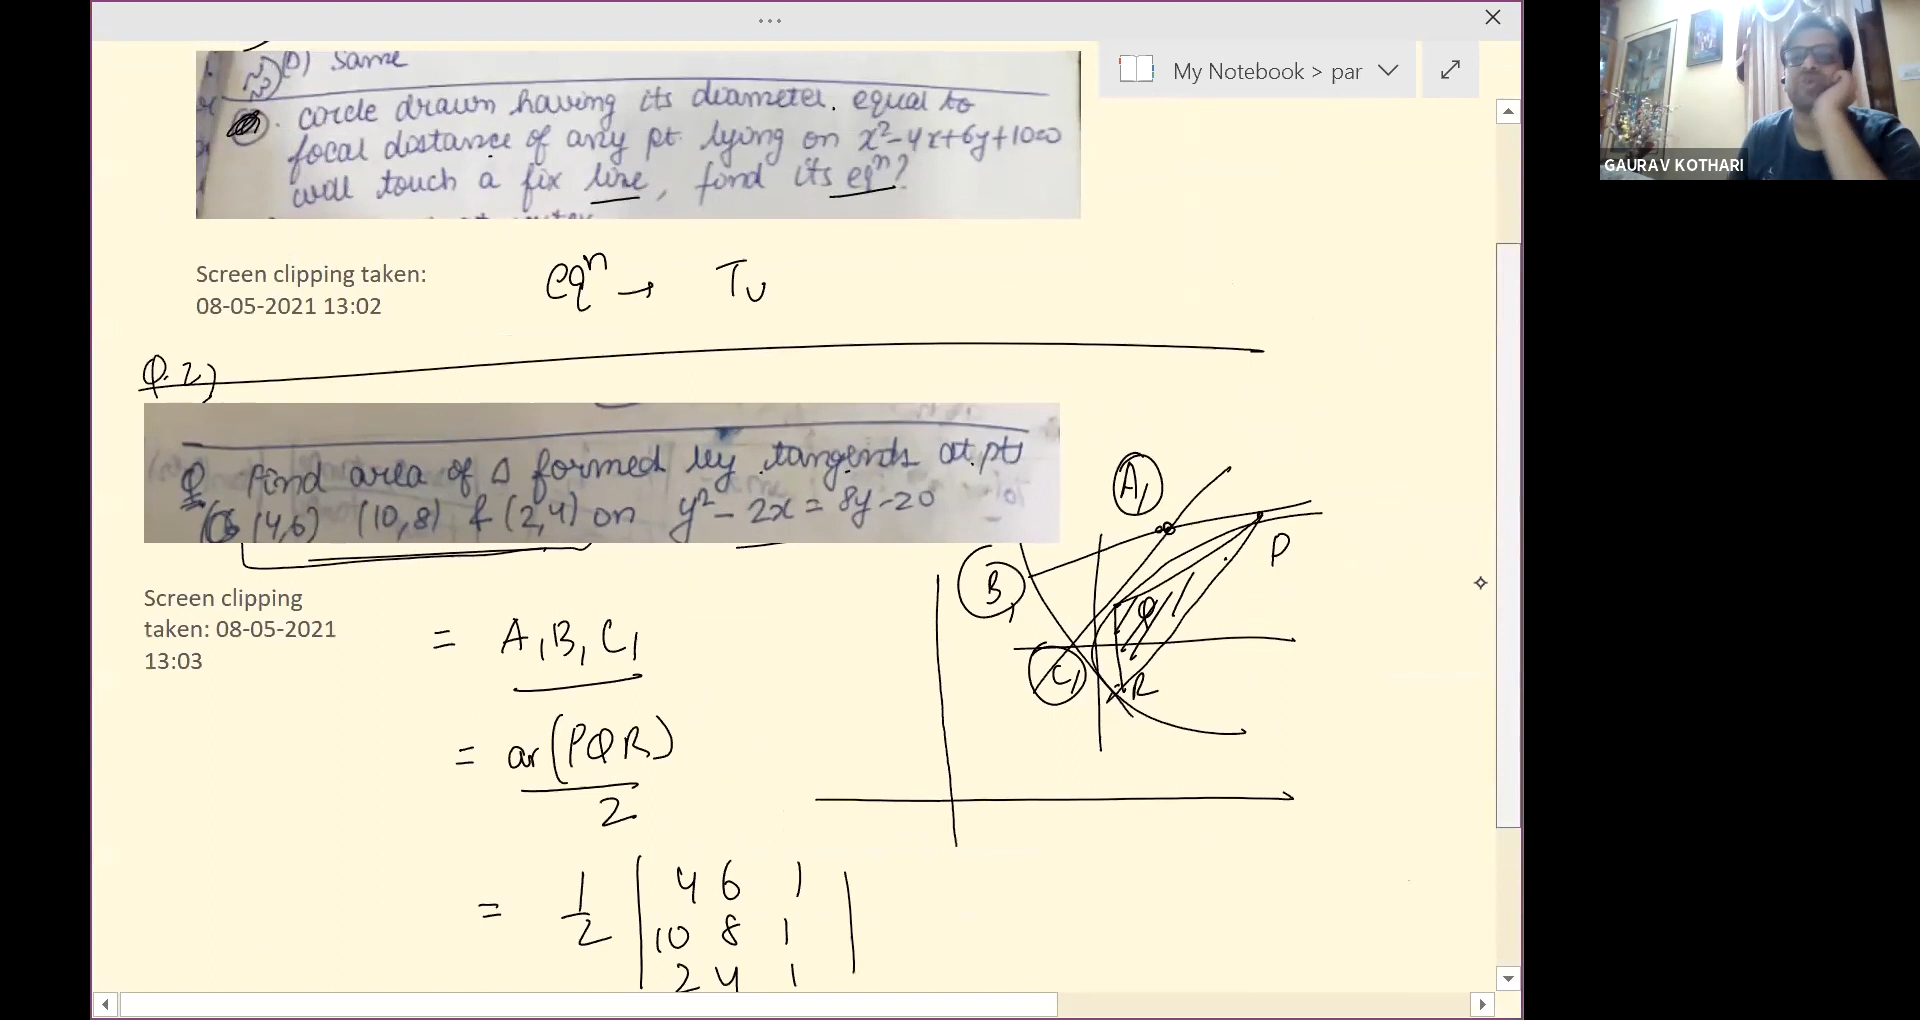 (D) Same
My Notebook > par
circle drawn having its diameter. equal to
focal distance of any pt. lying on x²-4x+6y+10=0
will touch a fix line, find its eqⁿ?
GAURAV KOTHARI
Screen clipping taken:
08-05-2021 13:02
eqⁿ → Tv
Q.2)
Q Find area of Δ formed by tangents at pts
(4,6) (10,8) & (2,4) on y²-2x=8y-20
Screen clipping
taken: 08-05-2021
13:03
A₁
B₁
C₁
P
Q
R
= A₁B₁C₁
= ar(PQR)
2
= 1/2 | 4 6 1 |
10 8 1
2 4 1